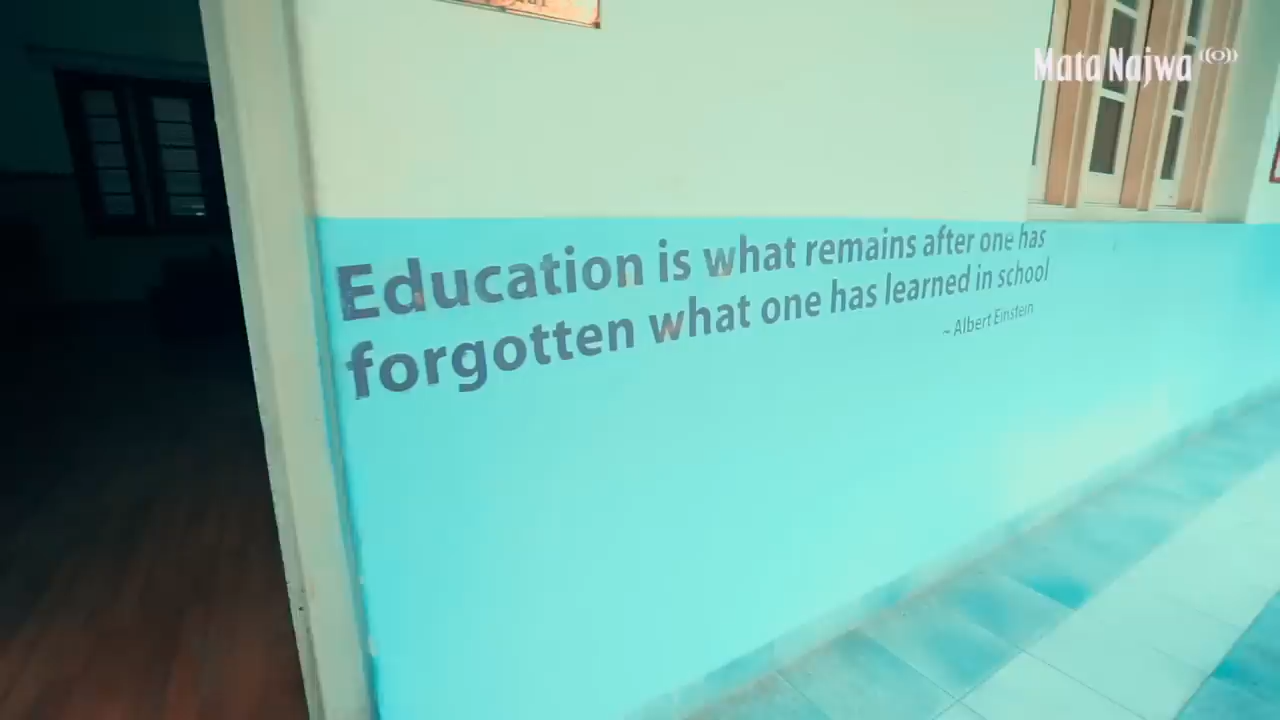 Mata Najwa
Education is what remains after one has
forgotten what one has learned in school
~ Albert Einstein